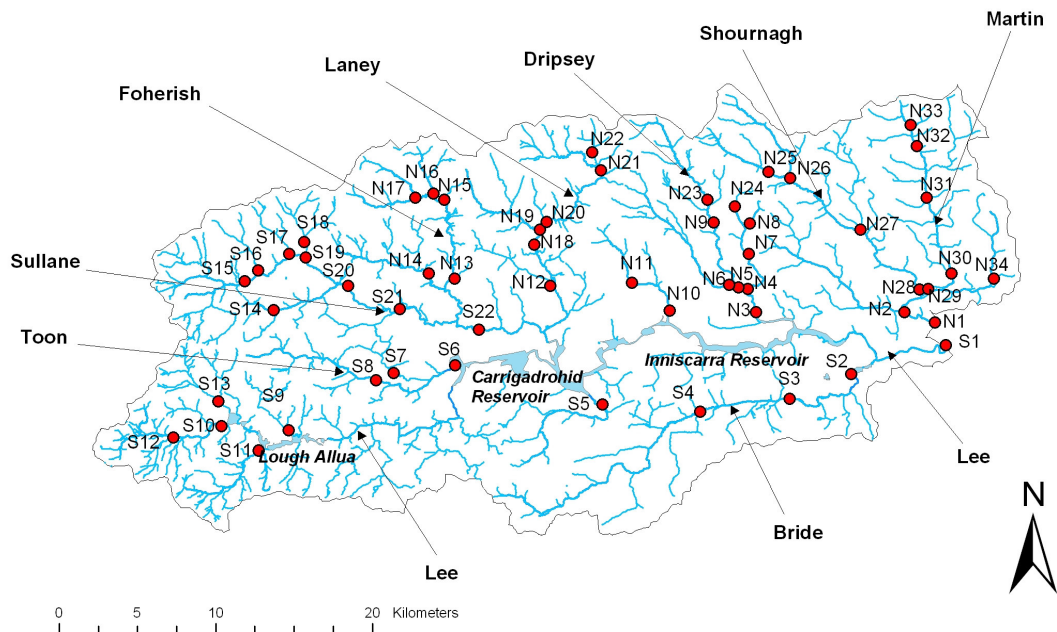 Martin
Shournagh
Dripsey
Laney
Foherish
N33
N32
N22
N21
N25
N26
N16
N15
N17
N23
N24
N31
N19
N20
N9
N8
N27
S18
S17
N18
N7
Sullane
S16
S19
S15
S20
N14
N13
N12
N11
N6
N5
N4
N30
N34
N28
N29
S14
S21
N10
N3
N2
N1
Toon
S22
S1
S6
Inniscarra Reservoir
S7
S8
Carrigadrohid
Reservoir
S2
S13
S9
S5
S4
S3
S10
S12
S11
Lough Allua
Lee
N
Bride
Lee
0 5 10 20 Kilometers